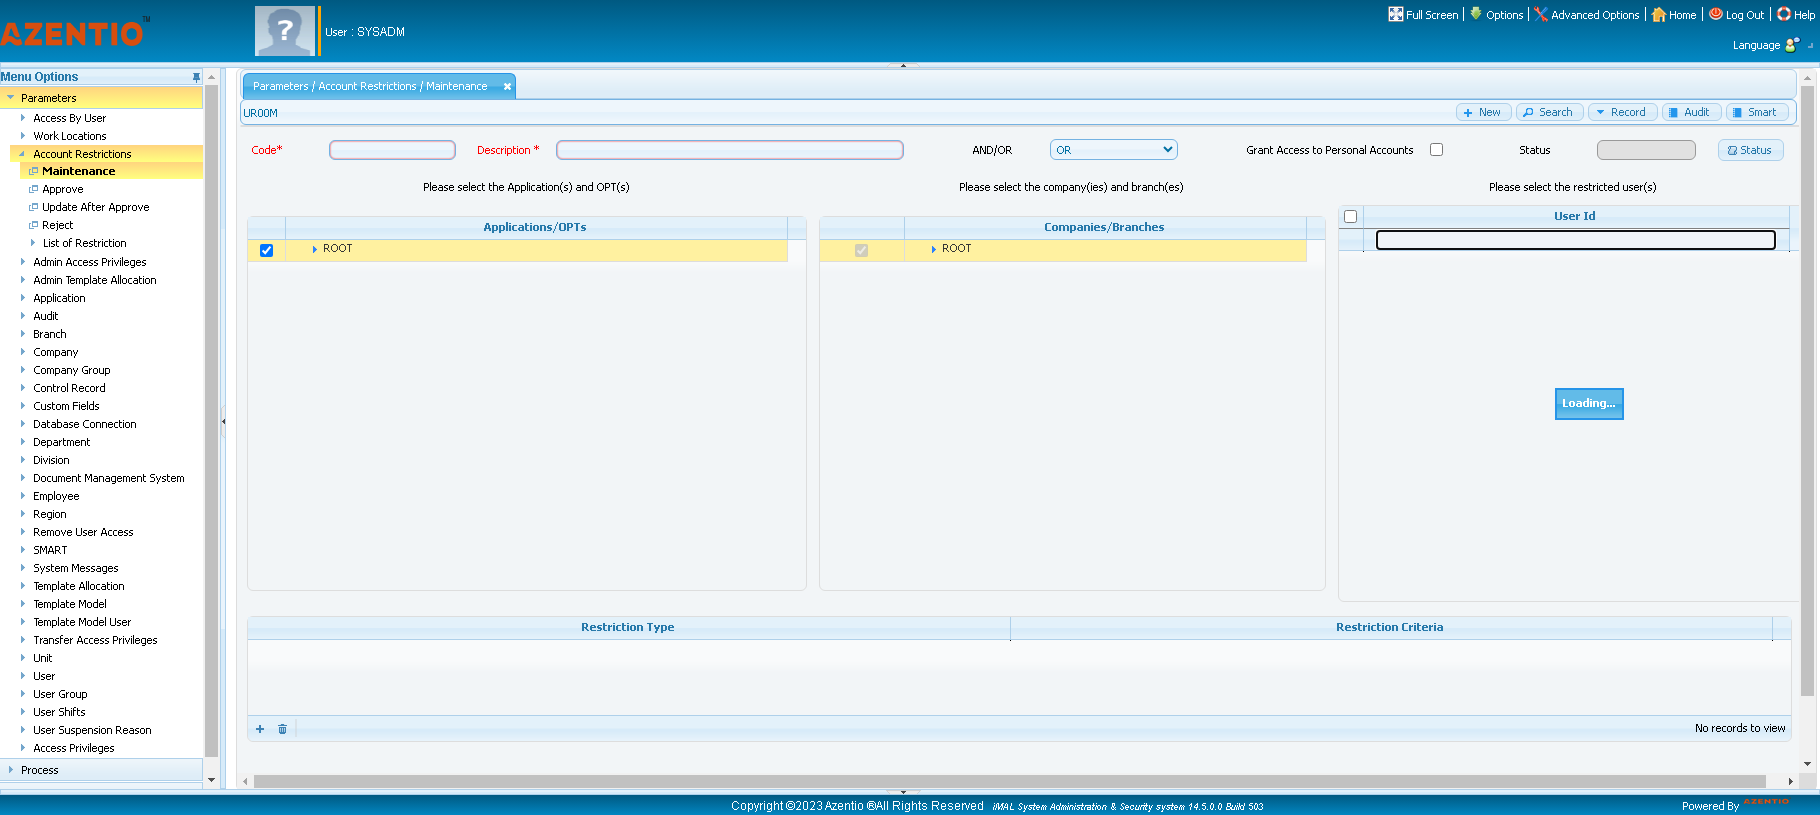 AZENTIO™
User : SYSADM
Full Screen
Options
Advanced Options
Home
Log Out
Help
Language
Menu Options
Parameters
Access By User
Work Locations
Account Restrictions
Maintenance
Approve
Update After Approve
Reject
List of Restriction
Admin Access Privileges
Admin Template Allocation
Application
Audit
Branch
Company
Company Group
Control Record
Custom Fields
Database Connection
Department
Division
Document Management System
Employee
Region
Remove User Access
SMART
System Messages
Template Allocation
Template Model
Template Model User
Transfer Access Privileges
Unit
User
User Group
User Shifts
User Suspension Reason
Access Privileges
Process
Parameters / Account Restrictions / Maintenance
UR00M
New
Search
Record
Audit
Smart
Code*
Description *
AND/OR
OR
Grant Access to Personal Accounts
Status
Status
Please select the Application(s) and OPT(s)
Please select the company(ies) and branch(es)
Please select the restricted user(s)
Applications/OPTs
ROOT
Companies/Branches
ROOT
User Id
Loading...
Restriction Type
Restriction Criteria
No records to view
Copyright ©2023 Azentio ®All Rights Reserved iMAL System Administration & Security system 14.5.0.0 Build 503
Powered By AZENTIO